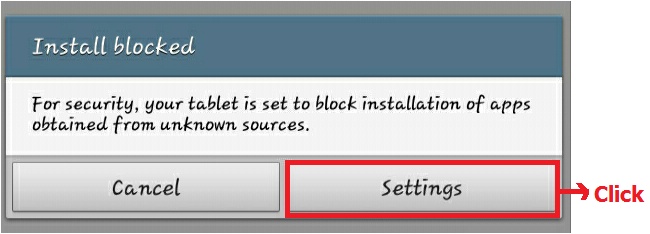 Install blocked
For security, your tablet is set to block installation of apps
obtained from unknown sources.
Cancel
Settings
Click